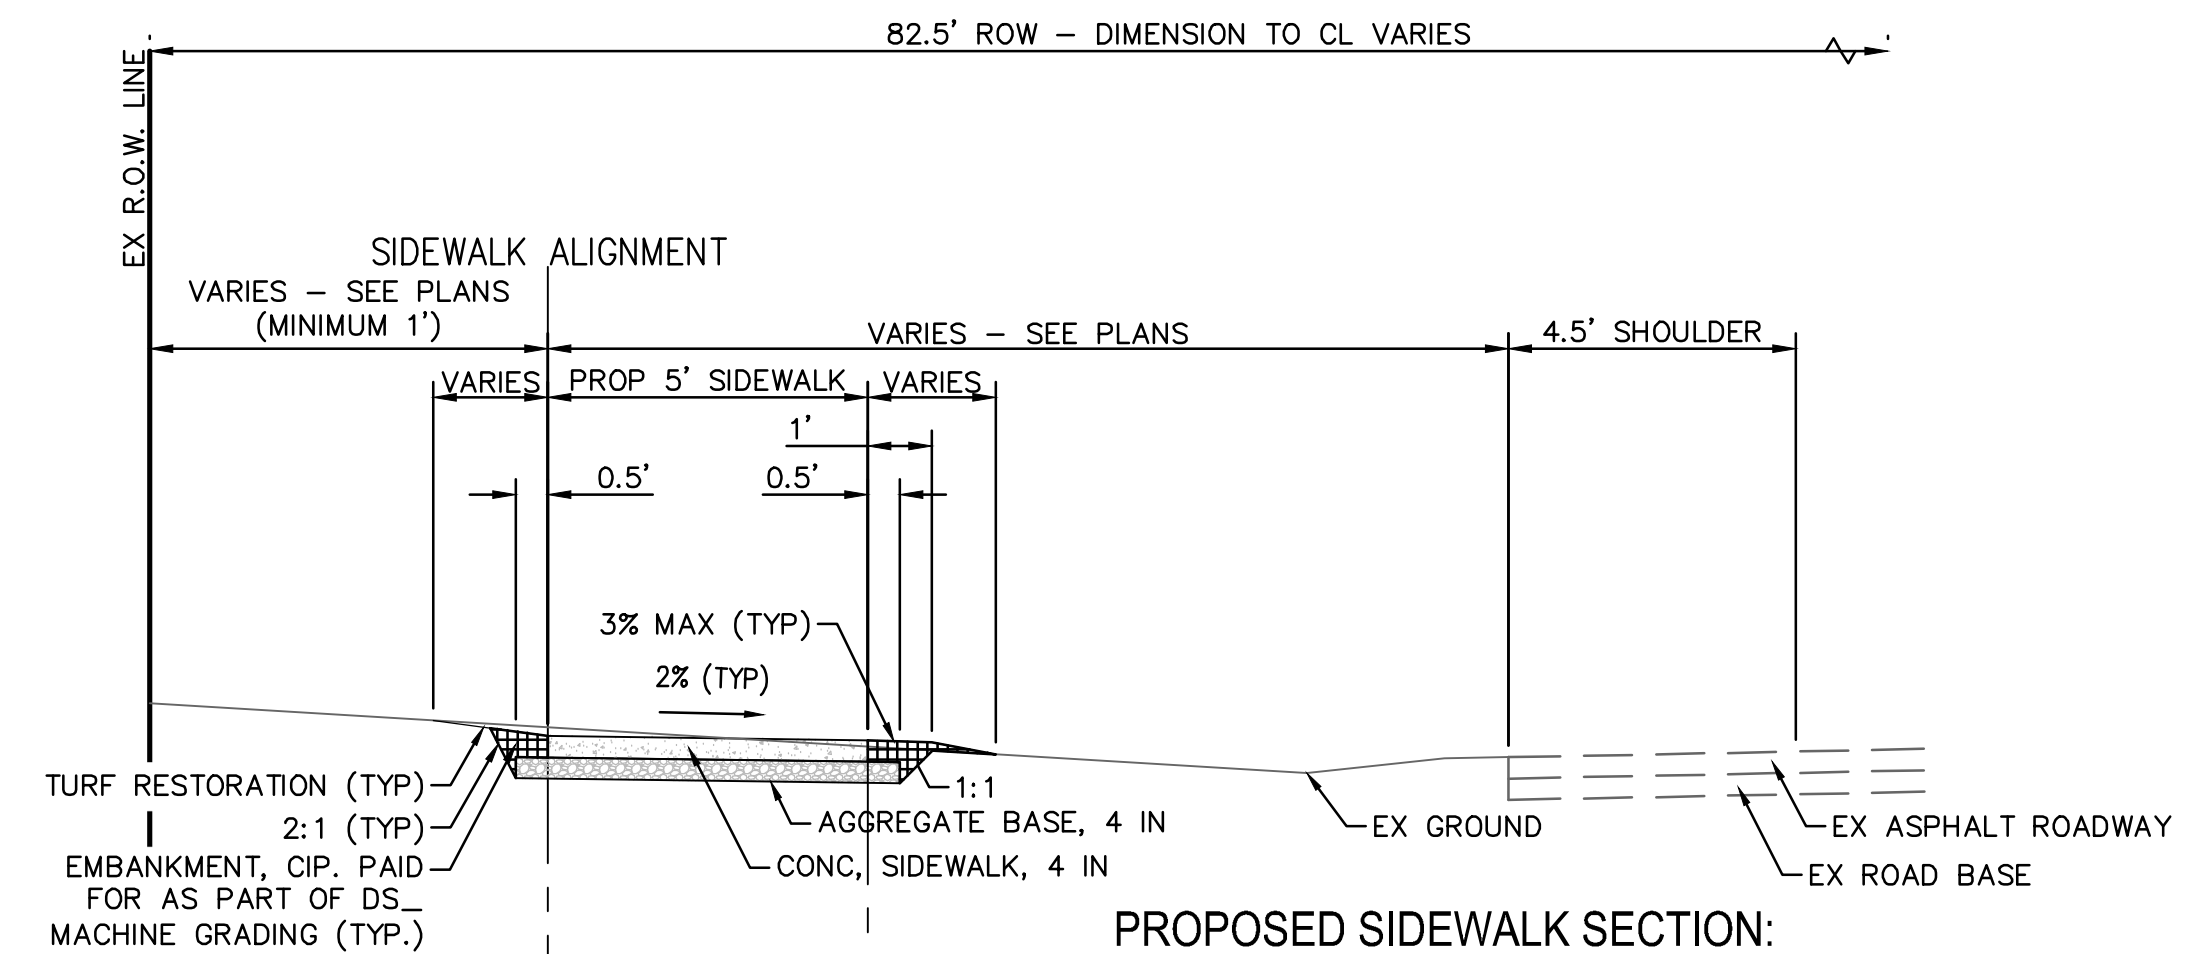 82.5' ROW – DIMENSION TO CL VARIES
EX R.O.W. LINE
SIDEWALK ALIGNMENT
VARIES – SEE PLANS
(MINIMUM 1')
VARIES – SEE PLANS
4.5' SHOULDER
VARIES
PROP 5' SIDEWALK
VARIES
1'
0.5'
0.5'
3% MAX (TYP)
2% (TYP)
TURF RESTORATION (TYP)
1:1
2:1 (TYP)
AGGREGATE BASE, 4 IN
EX GROUND
EX ASPHALT ROADWAY
EMBANKMENT, CIP. PAID
FOR AS PART OF DS_
MACHINE GRADING (TYP.)
CONC, SIDEWALK, 4 IN
EX ROAD BASE
PROPOSED SIDEWALK SECTION: